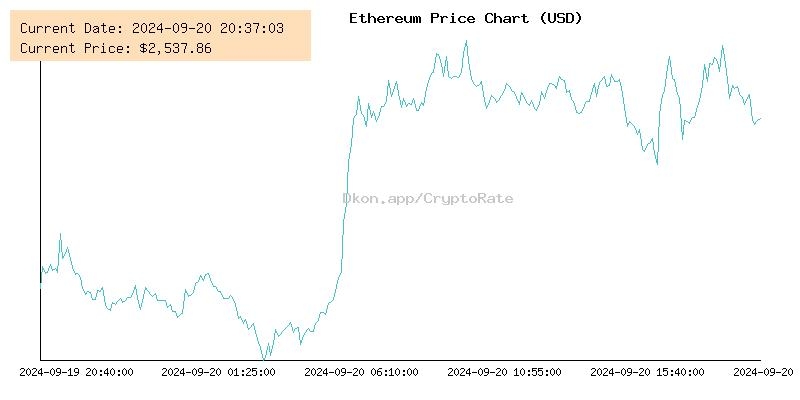 Ethereum Price Chart (USD)
Current Date: 2024-09-20 20:37:03
Current Price: $2,537.86
Dkon.app/CryptoRate
2024-09-19 20:40:00 2024-09-20 01:25:00 2024-09-20 06:10:00 2024-09-20 10:55:00 2024-09-20 15:40:00 2024-09-20